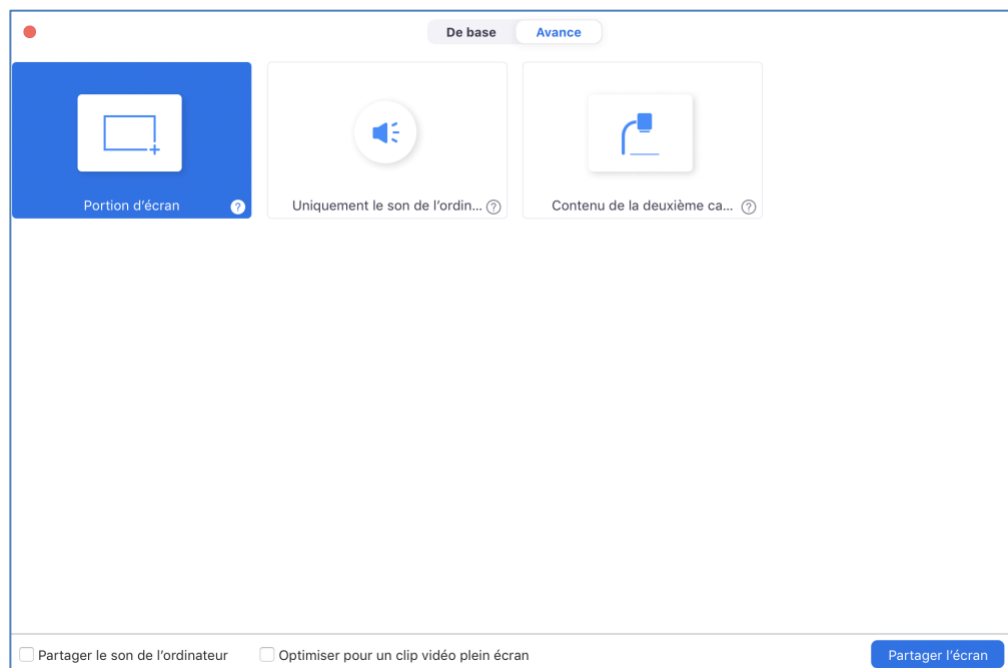 De base Avance
Portion d'écran ?
Uniquement le son de l'ordin... ?
Contenu de la deuxième ca... ?
Partager le son de l'ordinateur
Optimiser pour un clip vidéo plein écran
Partager l'écran